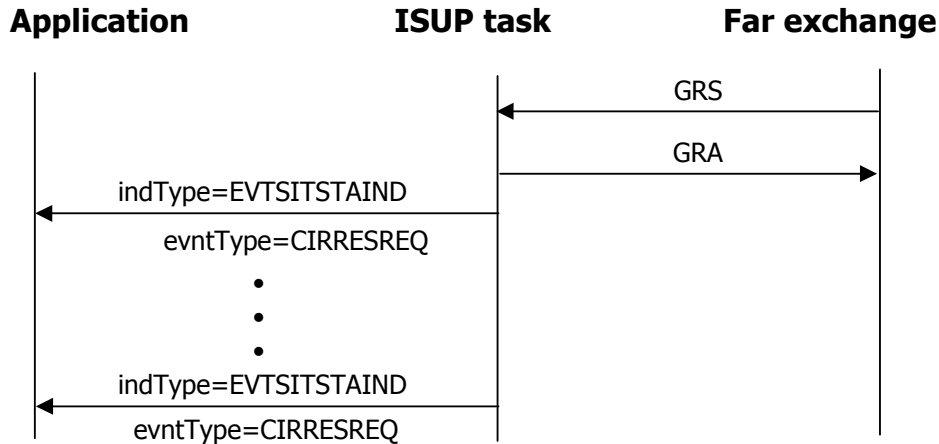 Application ISUP task Far exchange
GRS
GRA
indType=EVTSITSTAIND
evntType=CIRRESREQ
indType=EVTSITSTAIND
evntType=CIRRESREQ